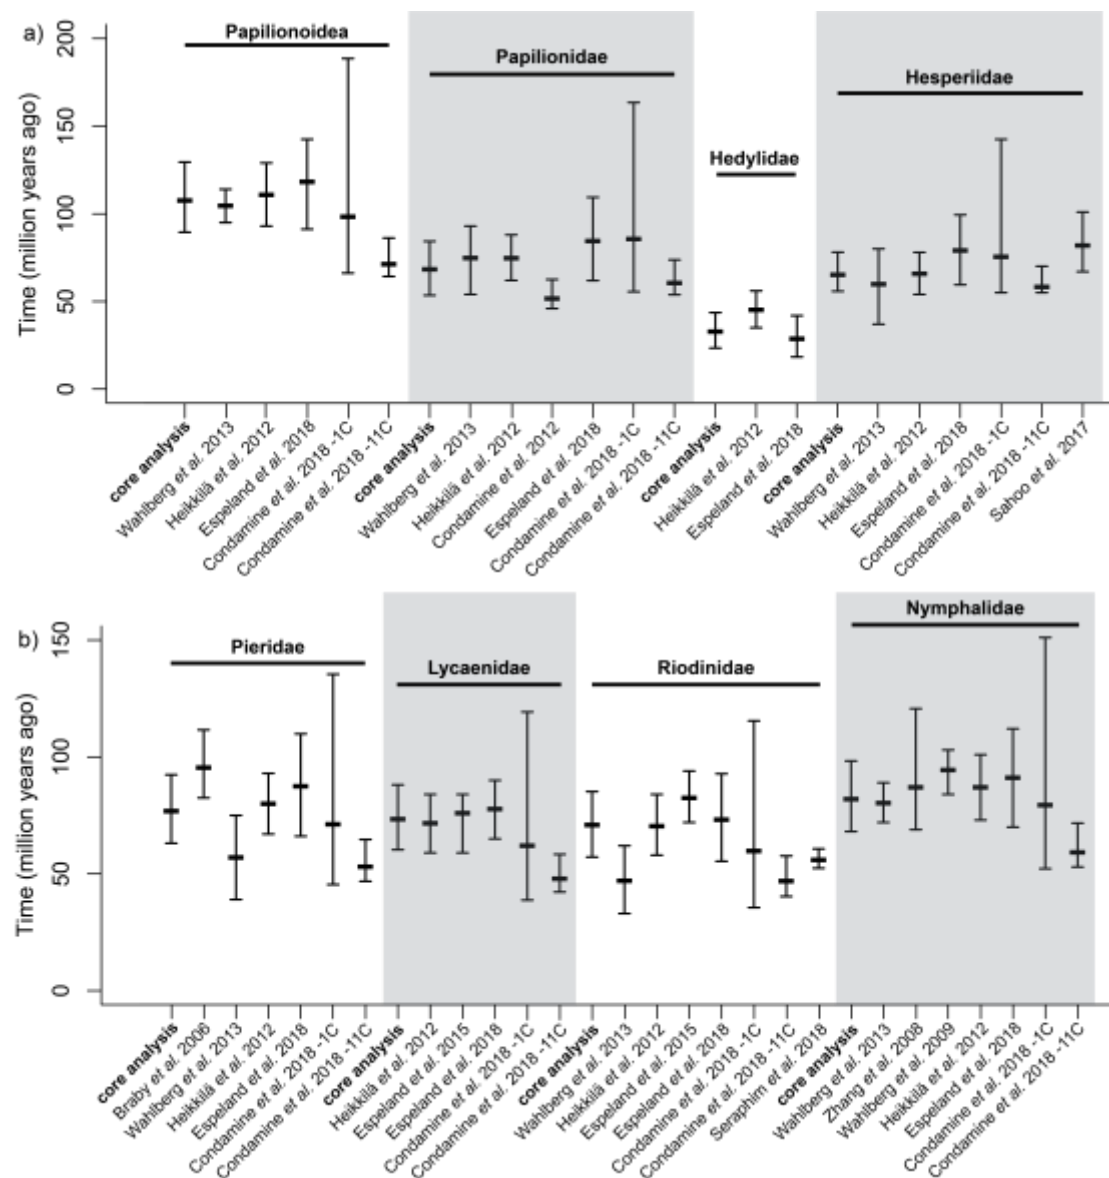 a)
Time (million years ago)
200
150
100
50
0
Papilionoidea
Papilionidae
Hedylidae
Hesperiidae
core analysis
Wahlberg et al. 2013
Heikkilä et al. 2012
Espeland et al. 2018
Condamine et al. 2018 -1C
Condamine et al. 2018 -11C
core analysis
Wahlberg et al. 2013
Heikkilä et al. 2012
Condamine et al. 2012
Espeland et al. 2018
Condamine et al. 2018 -1C
Condamine et al. 2018 -11C
core analysis
Heikkilä et al. 2012
Espeland et al. 2018
core analysis
Wahlberg et al. 2013
Heikkilä et al. 2012
Espeland et al. 2018
Condamine et al. 2018 -1C
Condamine et al. 2018 -11C
Sahoo et al. 2017
b)
Time (million years ago)
150
100
50
0
Pieridae
Lycaenidae
Riodinidae
Nymphalidae
core analysis
Braby et al. 2006
Wahlberg et al. 2013
Heikkilä et al. 2012
Espeland et al. 2018
Condamine et al. 2018 -1C
Condamine et al. 2018 -11C
core analysis
Heikkilä et al. 2012
Espeland et al. 2015
Espeland et al. 2018
Condamine et al. 2018 -1C
Condamine et al. 2018 -11C
core analysis
Wahlberg et al. 2013
Heikkilä et al. 2012
Espeland et al. 2015
Espeland et al. 2018
Condamine et al. 2018 -1C
Condamine et al. 2018 -11C
Seraphim et al. 2018
core analysis
Wahlberg et al. 2013
Zhang et al. 2008
Wahlberg et al. 2009
Heikkilä et al. 2012
Espeland et al. 2018
Condamine et al. 2018 -1C
Condamine et al. 2018 -11C